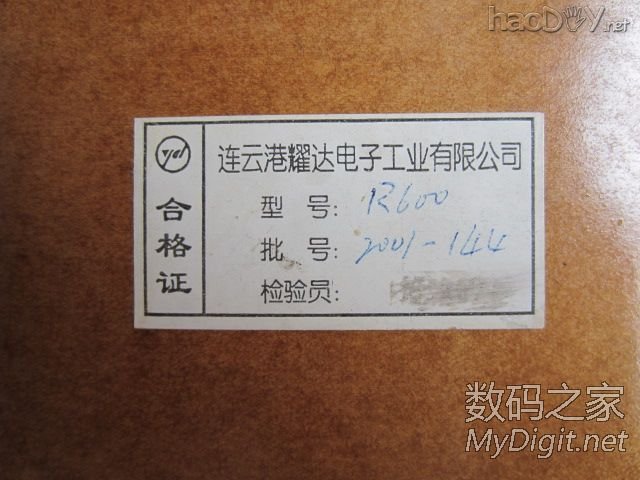 haoDIY.net
yd
连云港耀达电子工业有限公司
合格证
型号: R600
批号: 2001-144
检验员:
数码之家
MyDigit.net